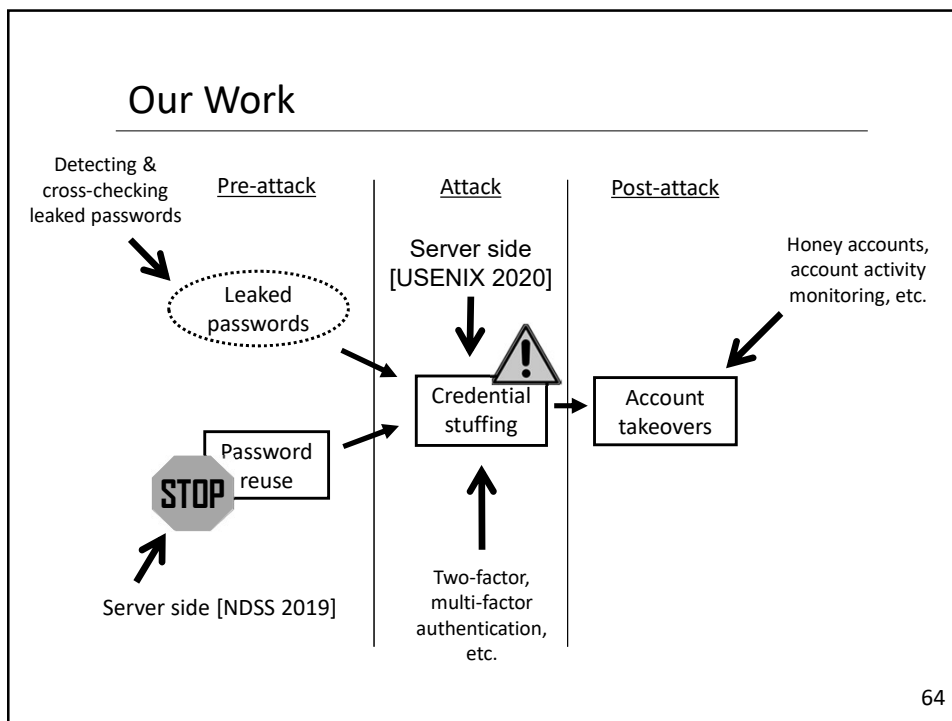 Our Work
Detecting &
cross-checking
leaked passwords
Pre-attack
Attack
Post-attack
Server side
[USENIX 2020]
Honey accounts,
account activity
monitoring, etc.
Leaked
passwords
!
Credential
stuffing
Account
takeovers
Password
reuse
STOP
Server side [NDSS 2019]
Two-factor,
multi-factor
authentication,
etc.
64